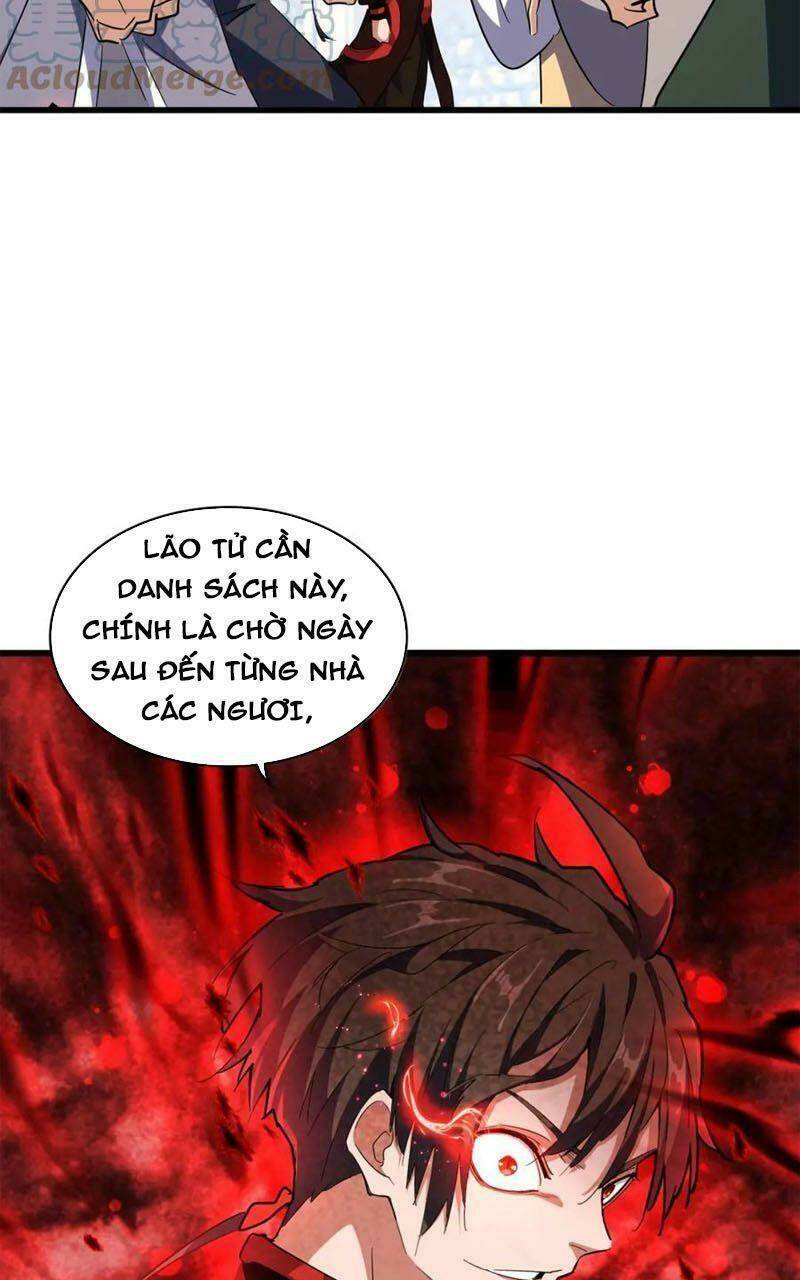 AcloudMerge.com
LÃO TỬ CẦN
DANH SÁCH NÀY,
CHÍNH LÀ CHỜ NGÀY
SAU ĐẾN TỪNG NHÀ
CÁC NGƯƠI,